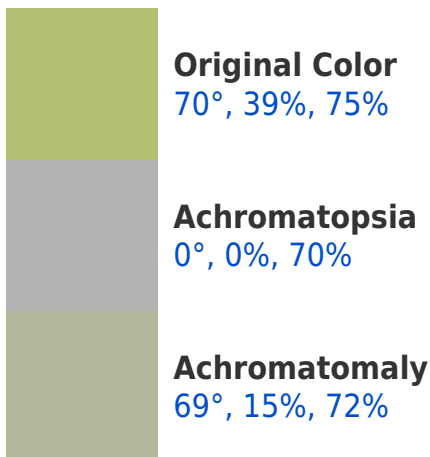 Original Color
70°, 39%, 75%
Achromatopsia
0°, 0%, 70%
Achromatomaly
69°, 15%, 72%